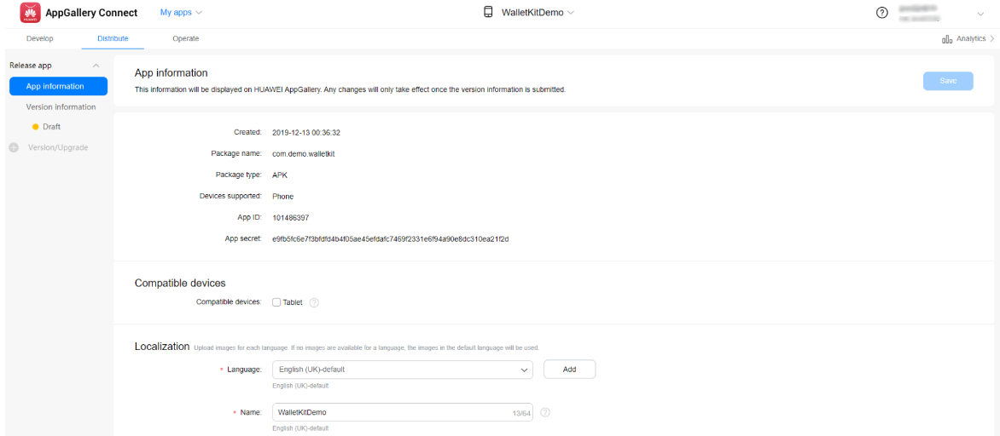 AppGallery Connect My apps WalletKitDemo
HUAWEI
Develop Distribute Operate Analytics
Release app
App information
Version information
Draft
Version/Upgrade
App information
This information will be displayed on HUAWEI AppGallery. Any changes will only take effect once the version information is submitted.
Save
Created: 2019-12-13 00:36:32
Package name: com.demo.walletkit
Package type: APK
Devices supported: Phone
App ID: 101486397
App secret: e9fb5fc6e7f3bfdfd4b4f05ae45efdafc7469f2331e6f94a90e8dc310ea21f2d
Compatible devices
Compatible devices: Tablet ?
Localization Upload images for each language. If no images are available for a language, the images in the default language will be used.
* Language: English (UK)-default Add
English (UK)-default
* Name: WalletKitDemo 13/64 ?
English (UK)-default